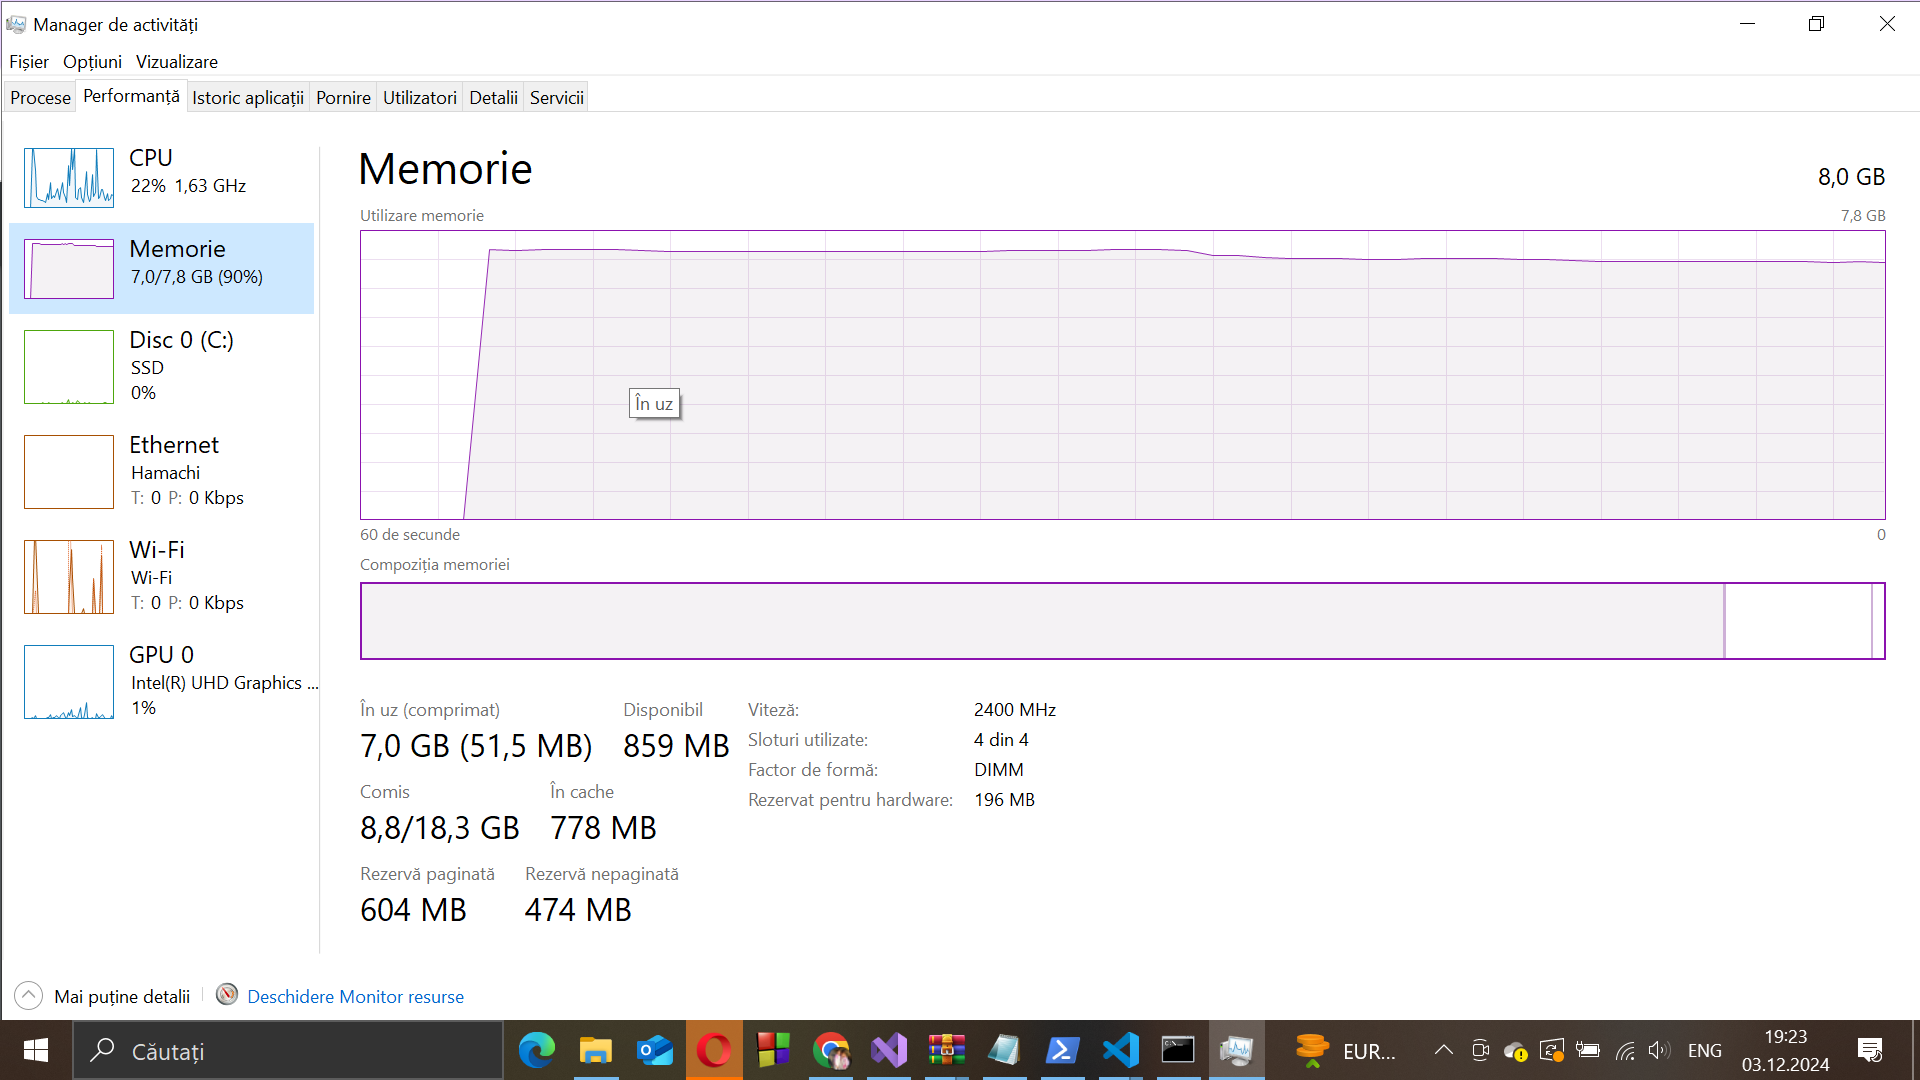 Manager de activități
Fișier Opțiuni Vizualizare
Procese Performanță Istoric aplicații Pornire Utilizatori Detalii Servicii
CPU
22% 1,63 GHz
Memorie
7,0/7,8 GB (90%)
Disc 0 (C:)
SSD
0%
Ethernet
Hamachi
T: 0 P: 0 Kbps
Wi-Fi
Wi-Fi
T: 0 P: 0 Kbps
GPU 0
Intel(R) UHD Graphics ...
1%
Memorie
8,0 GB
Utilizare memorie
7,8 GB
În uz
60 de secunde
0
Compoziția memoriei
În uz (comprimat)
7,0 GB (51,5 MB)
Disponibil
859 MB
Comis
8,8/18,3 GB
În cache
778 MB
Rezervă paginată
604 MB
Rezervă nepaginată
474 MB
Viteză: 2400 MHz
Sloturi utilizate: 4 din 4
Factor de formă: DIMM
Rezervat pentru hardware: 196 MB
Mai puține detalii
Deschidere Monitor resurse
Căutați
EUR...
ENG
19:23
03.12.2024